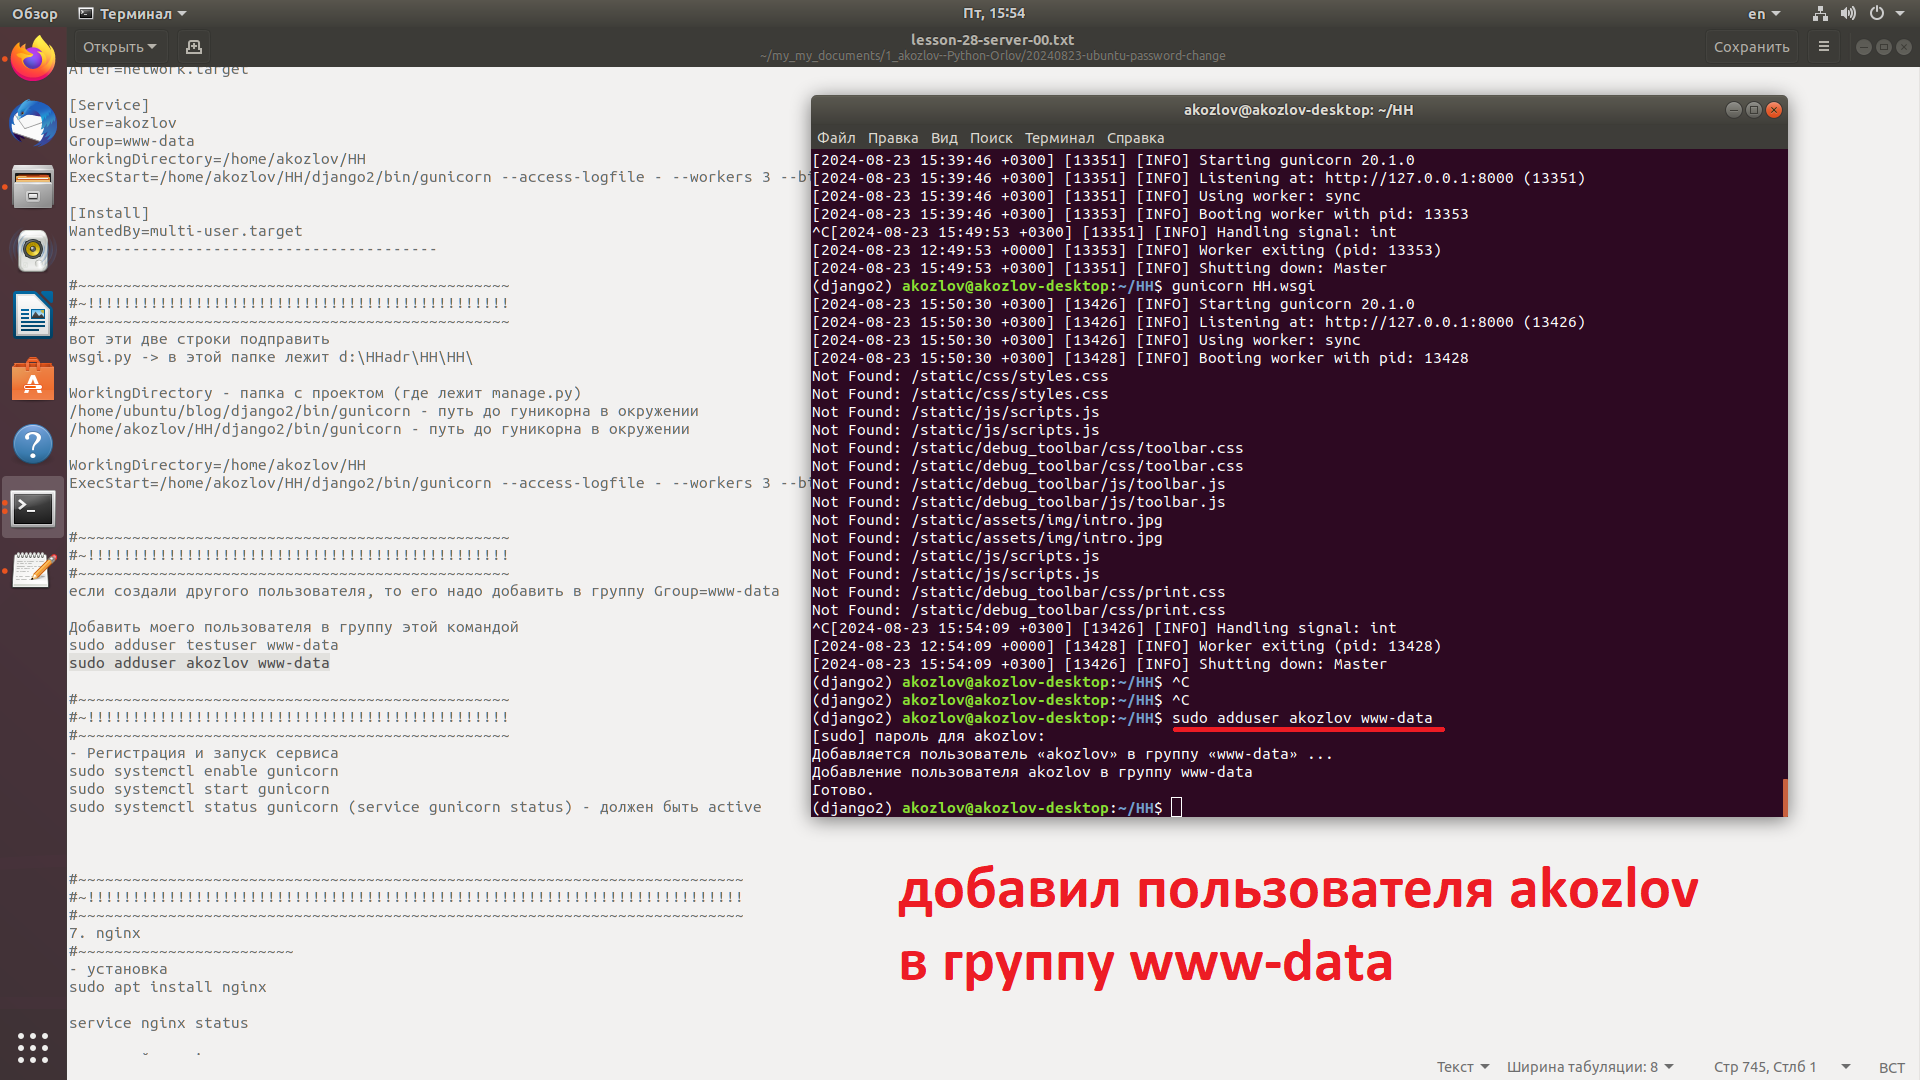 Обзор
Терминал
Пт, 15:54
en
Открыть
lesson-28-server-00.txt
~/my_my_documents/1_akozlov--Python-Orlov/20240823-ubuntu-password-change
Сохранить
After=network.target
[Service]
User=akozlov
Group=www-data
WorkingDirectory=/home/akozlov/HH
ExecStart=/home/akozlov/HH/django2/bin/gunicorn --access-logfile - --workers 3 --bi
[Install]
WantedBy=multi-user.target
-----------------------------------------
#~~~~~~~~~~~~~~~~~~~~~~~~~~~~~~~~~~~~~~~~~~~~~~~~
#~!!!!!!!!!!!!!!!!!!!!!!!!!!!!!!!!!!!!!!!!!!!!!!!
#~~~~~~~~~~~~~~~~~~~~~~~~~~~~~~~~~~~~~~~~~~~~~~~~
вот эти две строки подправить
wsgi.py -> в этой папке лежит d:\HHadr\HH\HH\
WorkingDirectory - папка с проектом (где лежит manage.py)
/home/ubuntu/blog/django2/bin/gunicorn - путь до гуникорна в окружении
/home/akozlov/HH/django2/bin/gunicorn - путь до гуникорна в окружении
WorkingDirectory=/home/akozlov/HH
ExecStart=/home/akozlov/HH/django2/bin/gunicorn --access-logfile - --workers 3 --bi
#~~~~~~~~~~~~~~~~~~~~~~~~~~~~~~~~~~~~~~~~~~~~~~~~
#~!!!!!!!!!!!!!!!!!!!!!!!!!!!!!!!!!!!!!!!!!!!!!!!
#~~~~~~~~~~~~~~~~~~~~~~~~~~~~~~~~~~~~~~~~~~~~~~~~
если создали другого пользователя, то его надо добавить в группу Group=www-data
Добавить моего пользователя в группу этой командой
sudo adduser testuser www-data
sudo adduser akozlov www-data
#~~~~~~~~~~~~~~~~~~~~~~~~~~~~~~~~~~~~~~~~~~~~~~~~
#~!!!!!!!!!!!!!!!!!!!!!!!!!!!!!!!!!!!!!!!!!!!!!!!
#~~~~~~~~~~~~~~~~~~~~~~~~~~~~~~~~~~~~~~~~~~~~~~~~
- Регистрация и запуск сервиса
sudo systemctl enable gunicorn
sudo systemctl start gunicorn
sudo systemctl status gunicorn (service gunicorn status) - должен быть active
#~~~~~~~~~~~~~~~~~~~~~~~~~~~~~~~~~~~~~~~~~~~~~~~~~~~~~~~~~~~~~~~~~~~~~~~~~~
#~!!!!!!!!!!!!!!!!!!!!!!!!!!!!!!!!!!!!!!!!!!!!!!!!!!!!!!!!!!!!!!!!!!!!!!!!!
#~~~~~~~~~~~~~~~~~~~~~~~~~~~~~~~~~~~~~~~~~~~~~~~~~~~~~~~~~~~~~~~~~~~~~~~~~~
7. nginx
#~~~~~~~~~~~~~~~~~~~~~~~~
- установка
sudo apt install nginx
service nginx status
akozlov@akozlov-desktop: ~/HH
Файл Правка Вид Поиск Терминал Справка
[2024-08-23 15:39:46 +0300] [13351] [INFO] Starting gunicorn 20.1.0
[2024-08-23 15:39:46 +0300] [13351] [INFO] Listening at: http://127.0.0.1:8000 (13351)
[2024-08-23 15:39:46 +0300] [13351] [INFO] Using worker: sync
[2024-08-23 15:39:46 +0300] [13353] [INFO] Booting worker with pid: 13353
^C[2024-08-23 15:49:53 +0300] [13351] [INFO] Handling signal: int
[2024-08-23 12:49:53 +0000] [13353] [INFO] Worker exiting (pid: 13353)
[2024-08-23 15:49:53 +0300] [13351] [INFO] Shutting down: Master
(django2) akozlov@akozlov-desktop:~/HH$ gunicorn HH.wsgi
[2024-08-23 15:50:30 +0300] [13426] [INFO] Starting gunicorn 20.1.0
[2024-08-23 15:50:30 +0300] [13426] [INFO] Listening at: http://127.0.0.1:8000 (13426)
[2024-08-23 15:50:30 +0300] [13426] [INFO] Using worker: sync
[2024-08-23 15:50:30 +0300] [13428] [INFO] Booting worker with pid: 13428
Not Found: /static/css/styles.css
Not Found: /static/css/styles.css
Not Found: /static/js/scripts.js
Not Found: /static/js/scripts.js
Not Found: /static/debug_toolbar/css/toolbar.css
Not Found: /static/debug_toolbar/css/toolbar.css
Not Found: /static/debug_toolbar/js/toolbar.js
Not Found: /static/debug_toolbar/js/toolbar.js
Not Found: /static/assets/img/intro.jpg
Not Found: /static/assets/img/intro.jpg
Not Found: /static/js/scripts.js
Not Found: /static/js/scripts.js
Not Found: /static/debug_toolbar/css/print.css
Not Found: /static/debug_toolbar/css/print.css
^C[2024-08-23 15:54:09 +0300] [13426] [INFO] Handling signal: int
[2024-08-23 12:54:09 +0000] [13428] [INFO] Worker exiting (pid: 13428)
[2024-08-23 15:54:09 +0300] [13426] [INFO] Shutting down: Master
(django2) akozlov@akozlov-desktop:~/HH$ ^C
(django2) akozlov@akozlov-desktop:~/HH$ ^C
(django2) akozlov@akozlov-desktop:~/HH$ sudo adduser akozlov www-data
[sudo] пароль для akozlov:
Добавляется пользователь «akozlov» в группу «www-data» ...
Добавление пользователя akozlov в группу www-data
Готово.
(django2) akozlov@akozlov-desktop:~/HH$
добавил пользователя akozlov
в группу www-data
Текст
Ширина табуляции: 8
Стр 745, Стлб 1
ВСТ